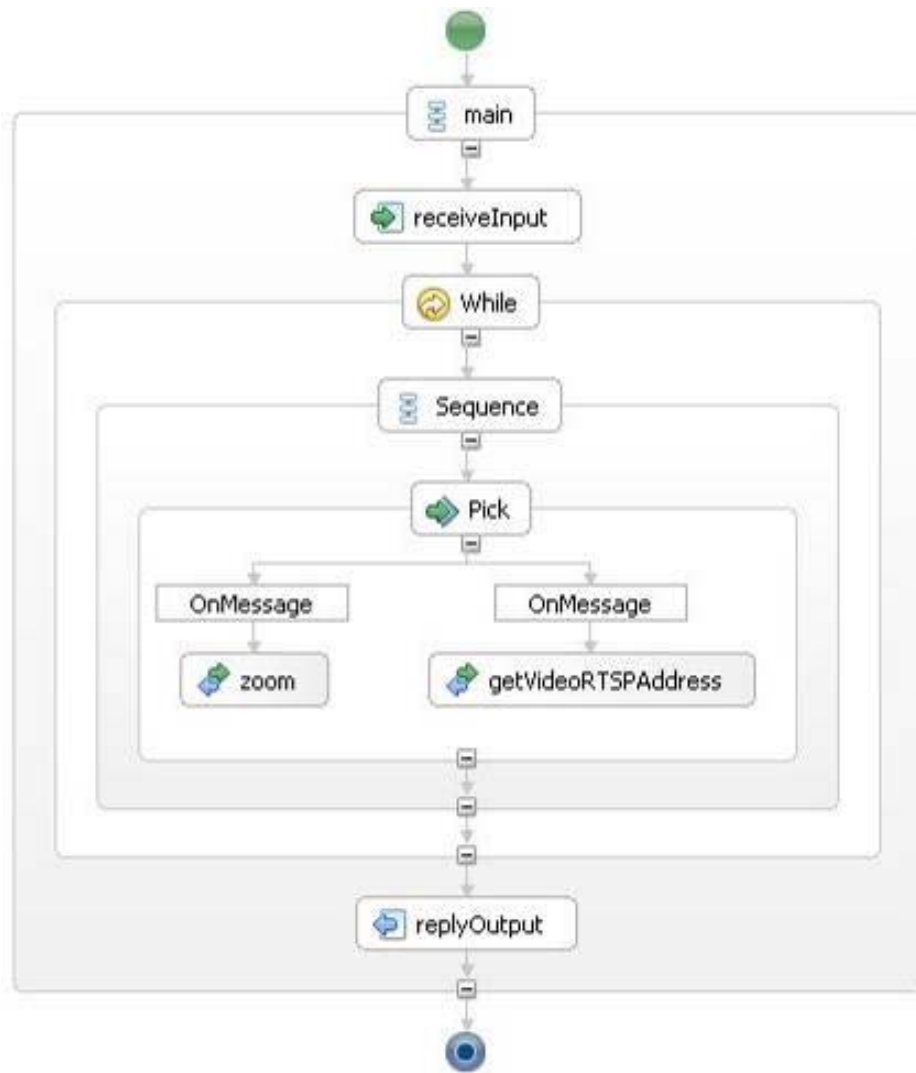 main
receiveInput
While
Sequence
Pick
OnMessage
OnMessage
zoom
getVideoRTSPAddress
replyOutput